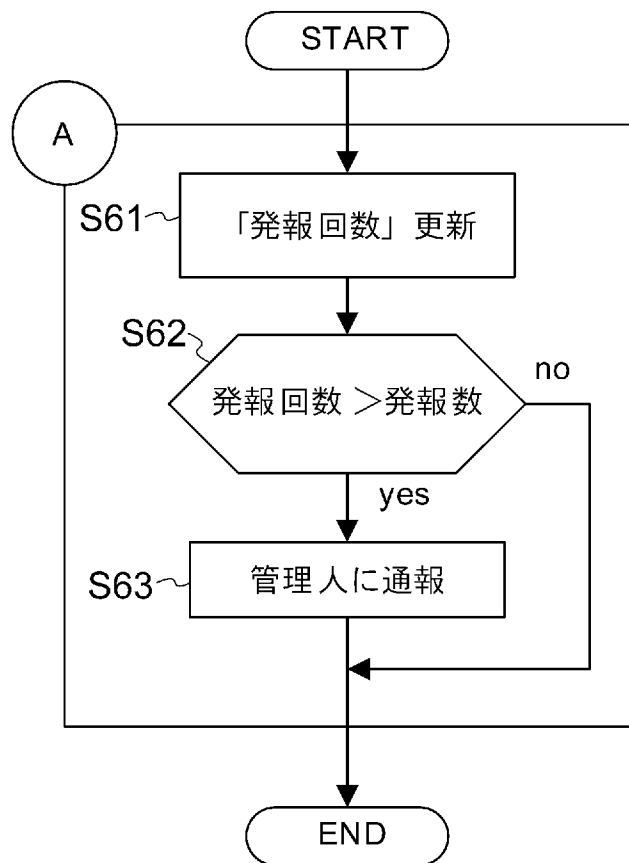 START
A
S61
「発報回数」更新
S62
発報回数＞発報数
no
yes
S63
管理人に通報
END